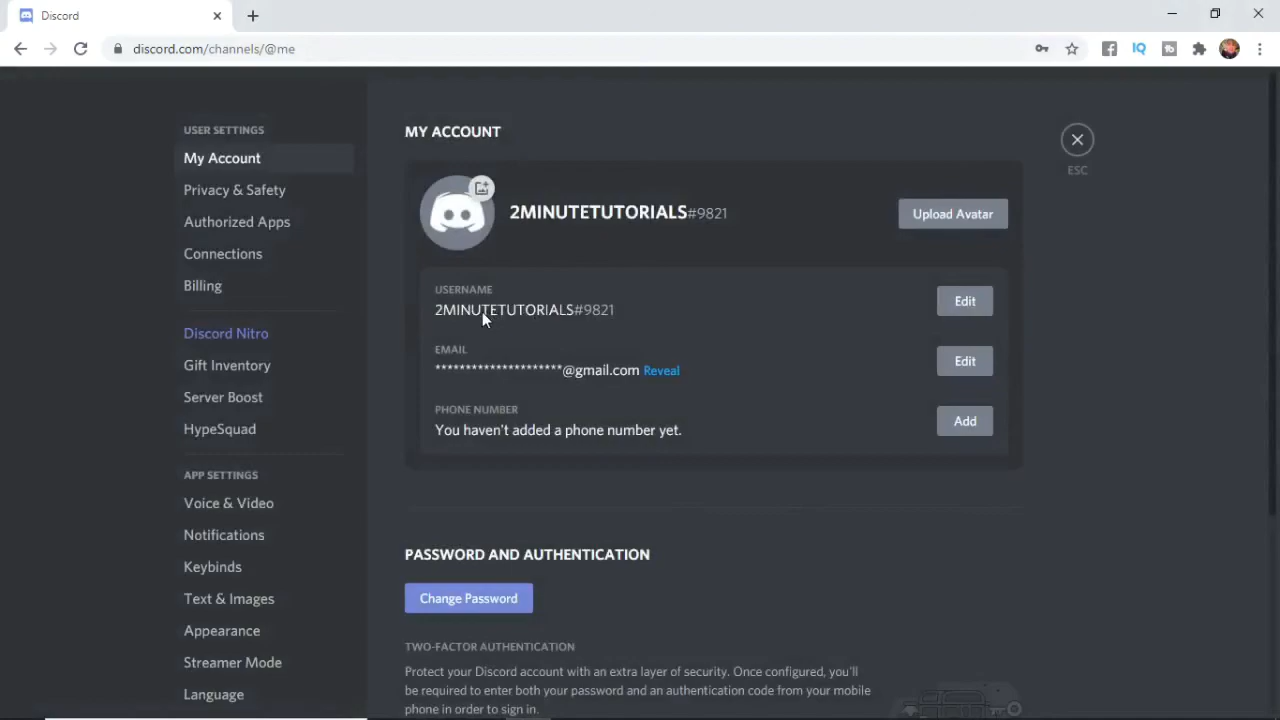 Discord
discord.com/channels/@me
IQ
USER SETTINGS
My Account
Privacy & Safety
Authorized Apps
Connections
Billing
Discord Nitro
Gift Inventory
Server Boost
HypeSquad
APP SETTINGS
Voice & Video
Notifications
Keybinds
Text & Images
Appearance
Streamer Mode
Language
MY ACCOUNT
ESC
2MINUTETUTORIALS#9821
Upload Avatar
USERNAME
2MINUTETUTORIALS#9821
Edit
EMAIL
*********************@gmail.com Reveal
Edit
PHONE NUMBER
You haven't added a phone number yet.
Add
PASSWORD AND AUTHENTICATION
Change Password
TWO-FACTOR AUTHENTICATION
Protect your Discord account with an extra layer of security. Once configured, you'll
be required to enter both your password and an authentication code from your mobile
phone in order to sign in.